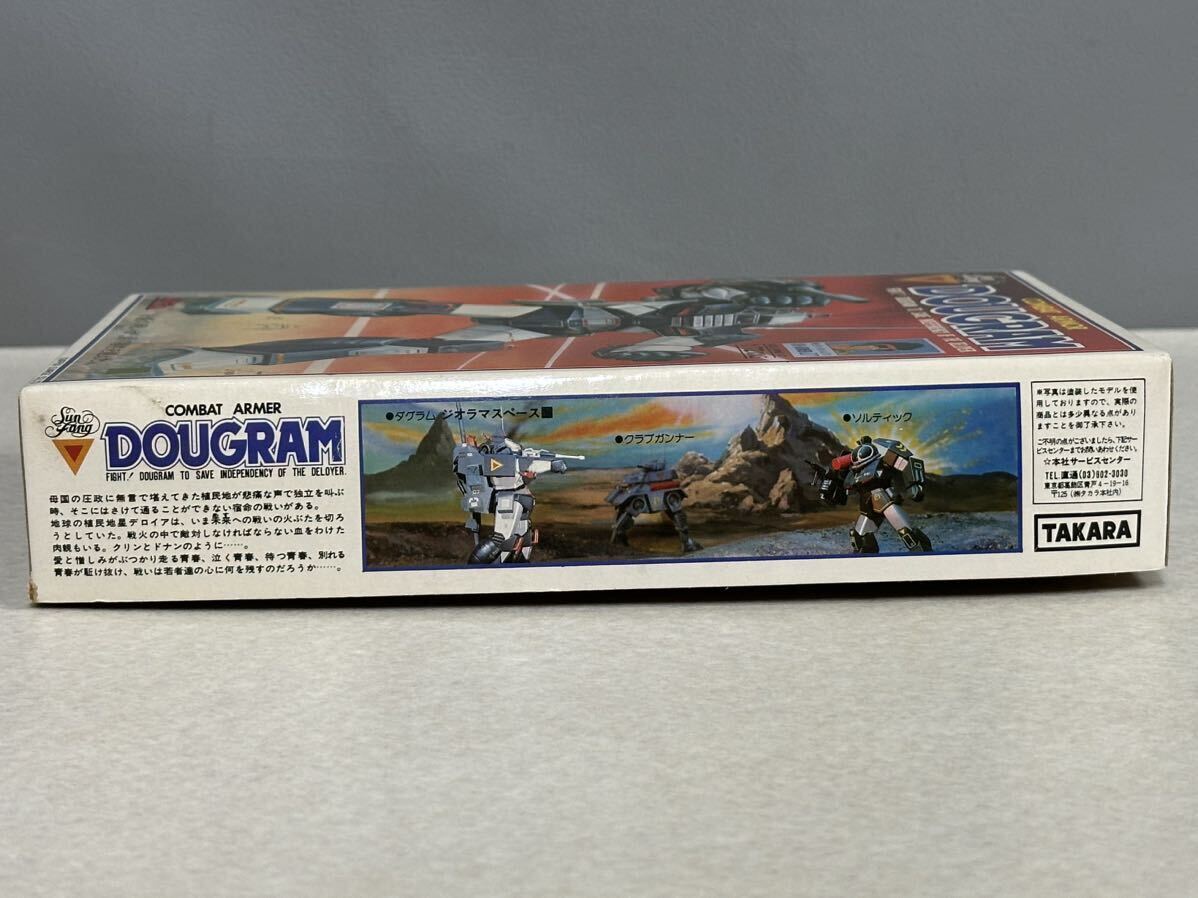 COMBAT ARMOR
DOUGRAM
Sun
Fang
COMBAT ARMER
DOUGRAM
FIGHT! DOUGRAM TO SAVE INDEPENDENCY OF THE DELOYER.
母国の圧政に無言で堪えてきた植民地が悲痛な声で独立を叫ぶ
時、そこにはさけて通ることができない宿命の戦いがある。
地球の植民地星デロイアは、いま未来への戦いの火ぶたを切ろ
うとしていた。戦火の中で敵対しなければならない血をわけた
肉親もいる。クリンとドナンのように……。
愛と憎しみがぶつかり走る青春、泣く青春、待つ青春、別れる
青春が駆け抜け、戦いは若者達の心に何を残すのだろうか……。
●ダグラム ジオラマスペース■
●クラブガンナー
●ソルティック
※写真は塗装したモデルを使
用しておりますので、実際の
商品とは多少異なる点があり
ますことを御了承下さい。
ご不明の点がございましたら、下記サー
ビスセンターまでお問いあわせください。
☆本社サービスセンター
TEL.直通(03)602-3030
東京都葛飾区青戸4-19-16
〒125 (㈱タカラ本社内)
TAKARA